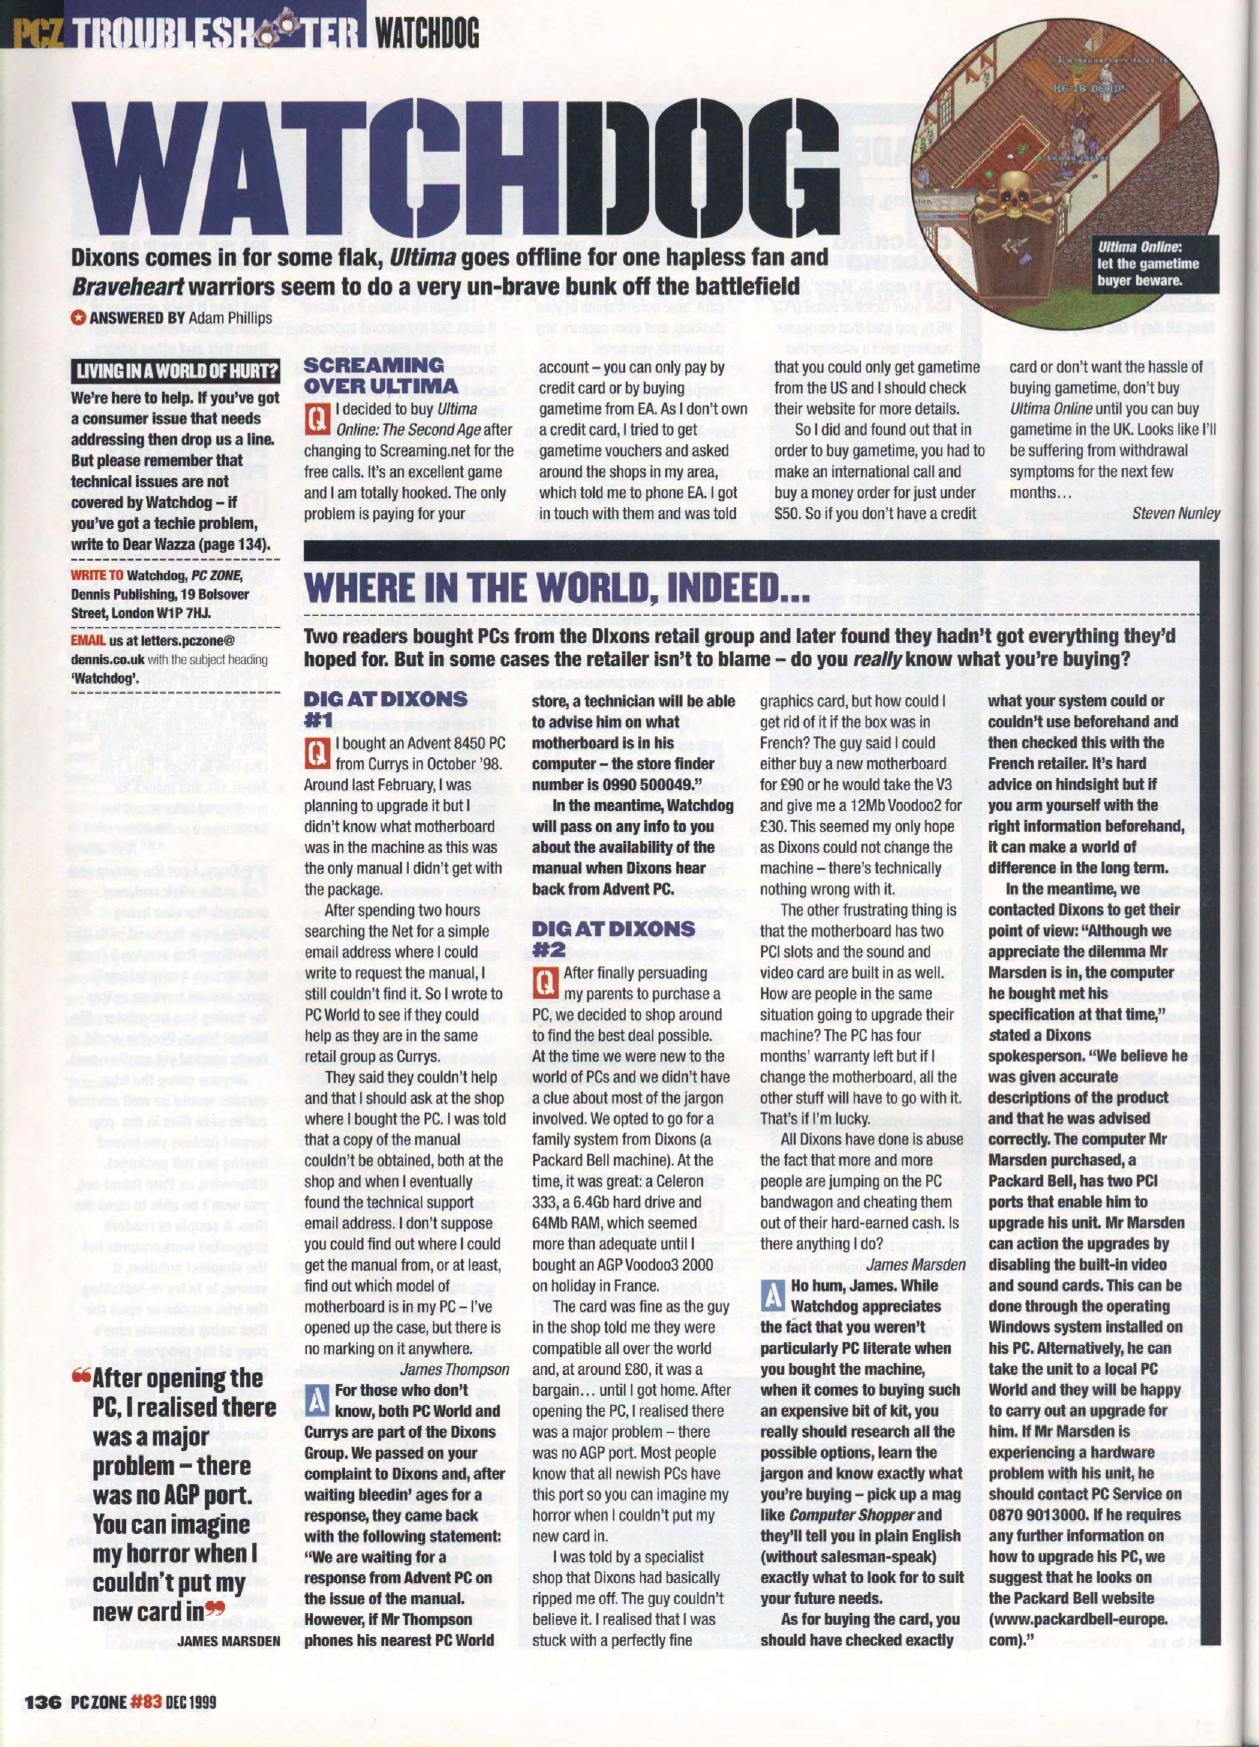 PCZ TROUBLESHOOTER WATCHDOG
WATCHDOG
Dixons comes in for some flak, Ultima goes offline for one hapless fan and
Braveheart warriors seem to do a very un-brave bunk off the battlefield
ANSWERED BY Adam Phillips
HE IS DEAD!
Ultima Online:
let the gametime
buyer beware.
LIVING IN A WORLD OF HURT?
We're here to help. If you've got
a consumer issue that needs
addressing then drop us a line.
But please remember that
technical issues are not
covered by Watchdog – if
you've got a techie problem,
write to Dear Wazza (page 134).
WRITE TO Watchdog, PC ZONE,
Dennis Publishing, 19 Bolsover
Street, London W1P 7HJ.
EMAIL us at letters.pczone@
dennis.co.uk with the subject heading
'Watchdog'.
SCREAMING
OVER ULTIMA
Q I decided to buy Ultima
Online: The Second Age after
changing to Screaming.net for the
free calls. It's an excellent game
and I am totally hooked. The only
problem is paying for your
account – you can only pay by
credit card or by buying
gametime from EA. As I don't own
a credit card, I tried to get
gametime vouchers and asked
around the shops in my area,
which told me to phone EA. I got
in touch with them and was told
that you could only get gametime
from the US and I should check
their website for more details.
So I did and found out that in
order to buy gametime, you had to
make an international call and
buy a money order for just under
$50. So if you don't have a credit
card or don't want the hassle of
buying gametime, don't buy
Ultima Online until you can buy
gametime in the UK. Looks like I'll
be suffering from withdrawal
symptoms for the next few
months...
Steven Nunley
WHERE IN THE WORLD, INDEED...
Two readers bought PCs from the DIxons retail group and later found they hadn't got everything they'd
hoped for. But in some cases the retailer isn't to blame – do you really know what you're buying?
DIG AT DIXONS
#1
Q I bought an Advent 8450 PC
from Currys in October '98.
Around last February, I was
planning to upgrade it but I
didn't know what motherboard
was in the machine as this was
the only manual I didn't get with
the package.
After spending two hours
searching the Net for a simple
email address where I could
write to request the manual, I
still couldn't find it. So I wrote to
PC World to see if they could
help as they are in the same
retail group as Currys.
They said they couldn't help
and that I should ask at the shop
where I bought the PC. I was told
that a copy of the manual
couldn't be obtained, both at the
shop and when I eventually
found the technical support
email address. I don't suppose
you could find out where I could
get the manual from, or at least,
find out which model of
motherboard is in my PC – I've
opened up the case, but there is
no marking on it anywhere.
James Thompson
A For those who don't
know, both PC World and
Currys are part of the Dixons
Group. We passed on your
complaint to Dixons and, after
waiting bleedin' ages for a
response, they came back
with the following statement:
"We are waiting for a
response from Advent PC on
the issue of the manual.
However, if Mr Thompson
phones his nearest PC World
store, a technician will be able
to advise him on what
motherboard is in his
computer – the store finder
number is 0990 500049."
In the meantime, Watchdog
will pass on any info to you
about the availability of the
manual when Dixons hear
back from Advent PC.
DIG AT DIXONS
#2
Q After finally persuading
my parents to purchase a
PC, we decided to shop around
to find the best deal possible.
At the time we were new to the
world of PCs and we didn't have
a clue about most of the jargon
involved. We opted to go for a
family system from Dixons (a
Packard Bell machine). At the
time, it was great: a Celeron
333, a 6.4Gb hard drive and
64Mb RAM, which seemed
more than adequate until I
bought an AGP Voodoo3 2000
on holiday in France.
The card was fine as the guy
in the shop told me they were
compatible all over the world
and, at around £80, it was a
bargain... until I got home. After
opening the PC, I realised there
was a major problem – there
was no AGP port. Most people
know that all newish PCs have
this port so you can imagine my
horror when I couldn't put my
new card in.
I was told by a specialist
shop that Dixons had basically
ripped me off. The guy couldn't
believe it. I realised that I was
stuck with a perfectly fine
graphics card, but how could I
get rid of it if the box was in
French? The guy said I could
either buy a new motherboard
for £90 or he would take the V3
and give me a 12Mb Voodoo2 for
£30. This seemed my only hope
as Dixons could not change the
machine – there's technically
nothing wrong with it.
The other frustrating thing is
that the motherboard has two
PCI slots and the sound and
video card are built in as well.
How are people in the same
situation going to upgrade their
machine? The PC has four
months' warranty left but if I
change the motherboard, all the
other stuff will have to go with it.
That's if I'm lucky.
All Dixons have done is abuse
the fact that more and more
people are jumping on the PC
bandwagon and cheating them
out of their hard-earned cash. Is
there anything I do?
James Marsden
A Ho hum, James. While
Watchdog appreciates
the fact that you weren't
particularly PC literate when
you bought the machine,
when it comes to buying such
an expensive bit of kit, you
really should research all the
possible options, learn the
jargon and know exactly what
you're buying – pick up a mag
like Computer Shopper and
they'll tell you in plain English
(without salesman-speak)
exactly what to look for to suit
your future needs.
As for buying the card, you
should have checked exactly
what your system could or
couldn't use beforehand and
then checked this with the
French retailer. It's hard
advice on hindsight but if
you arm yourself with the
right information beforehand,
it can make a world of
difference in the long term.
In the meantime, we
contacted Dixons to get their
point of view: "Although we
appreciate the dilemma Mr
Marsden is in, the computer
he bought met his
specification at that time,"
stated a Dixons
spokesperson. "We believe he
was given accurate
descriptions of the product
and that he was advised
correctly. The computer Mr
Marsden purchased, a
Packard Bell, has two PCI
ports that enable him to
upgrade his unit. Mr Marsden
can action the upgrades by
disabling the built-in video
and sound cards. This can be
done through the operating
Windows system installed on
his PC. Alternatively, he can
take the unit to a local PC
World and they will be happy
to carry out an upgrade for
him. If Mr Marsden is
experiencing a hardware
problem with his unit, he
should contact PC Service on
0870 9013000. If he requires
any further information on
how to upgrade his PC, we
suggest that he looks on
the Packard Bell website
(www.packardbell-europe.
com)."
“After opening the
PC, I realised there
was a major
problem – there
was no AGP port.
You can imagine
my horror when I
couldn't put my
new card in”
JAMES MARSDEN
136 PC ZONE #83 DEC 1999